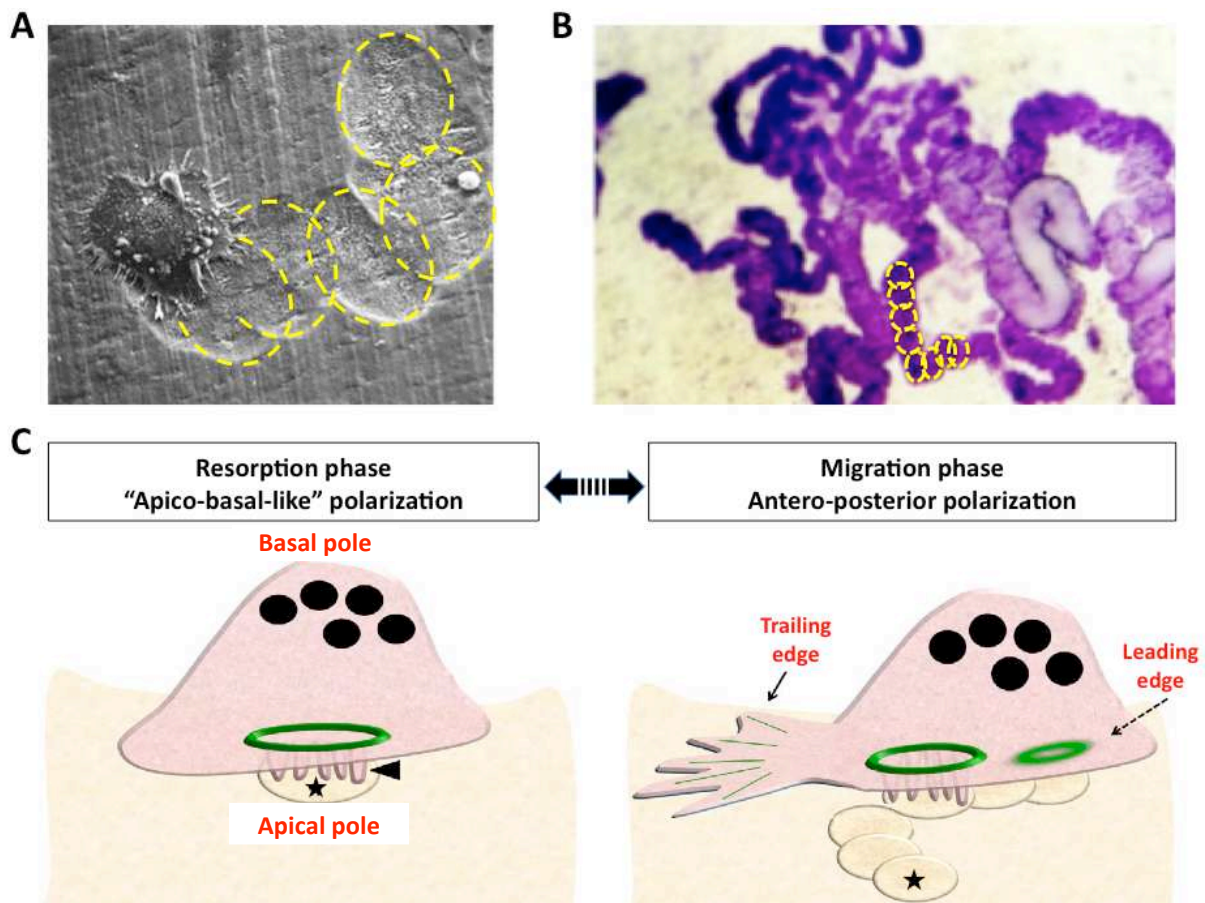 A
B
C
Resorption phase
“Apico-basal-like” polarization
Migration phase
Antero-posterior polarization
Basal pole
Trailing
edge
Leading
edge
Apical pole